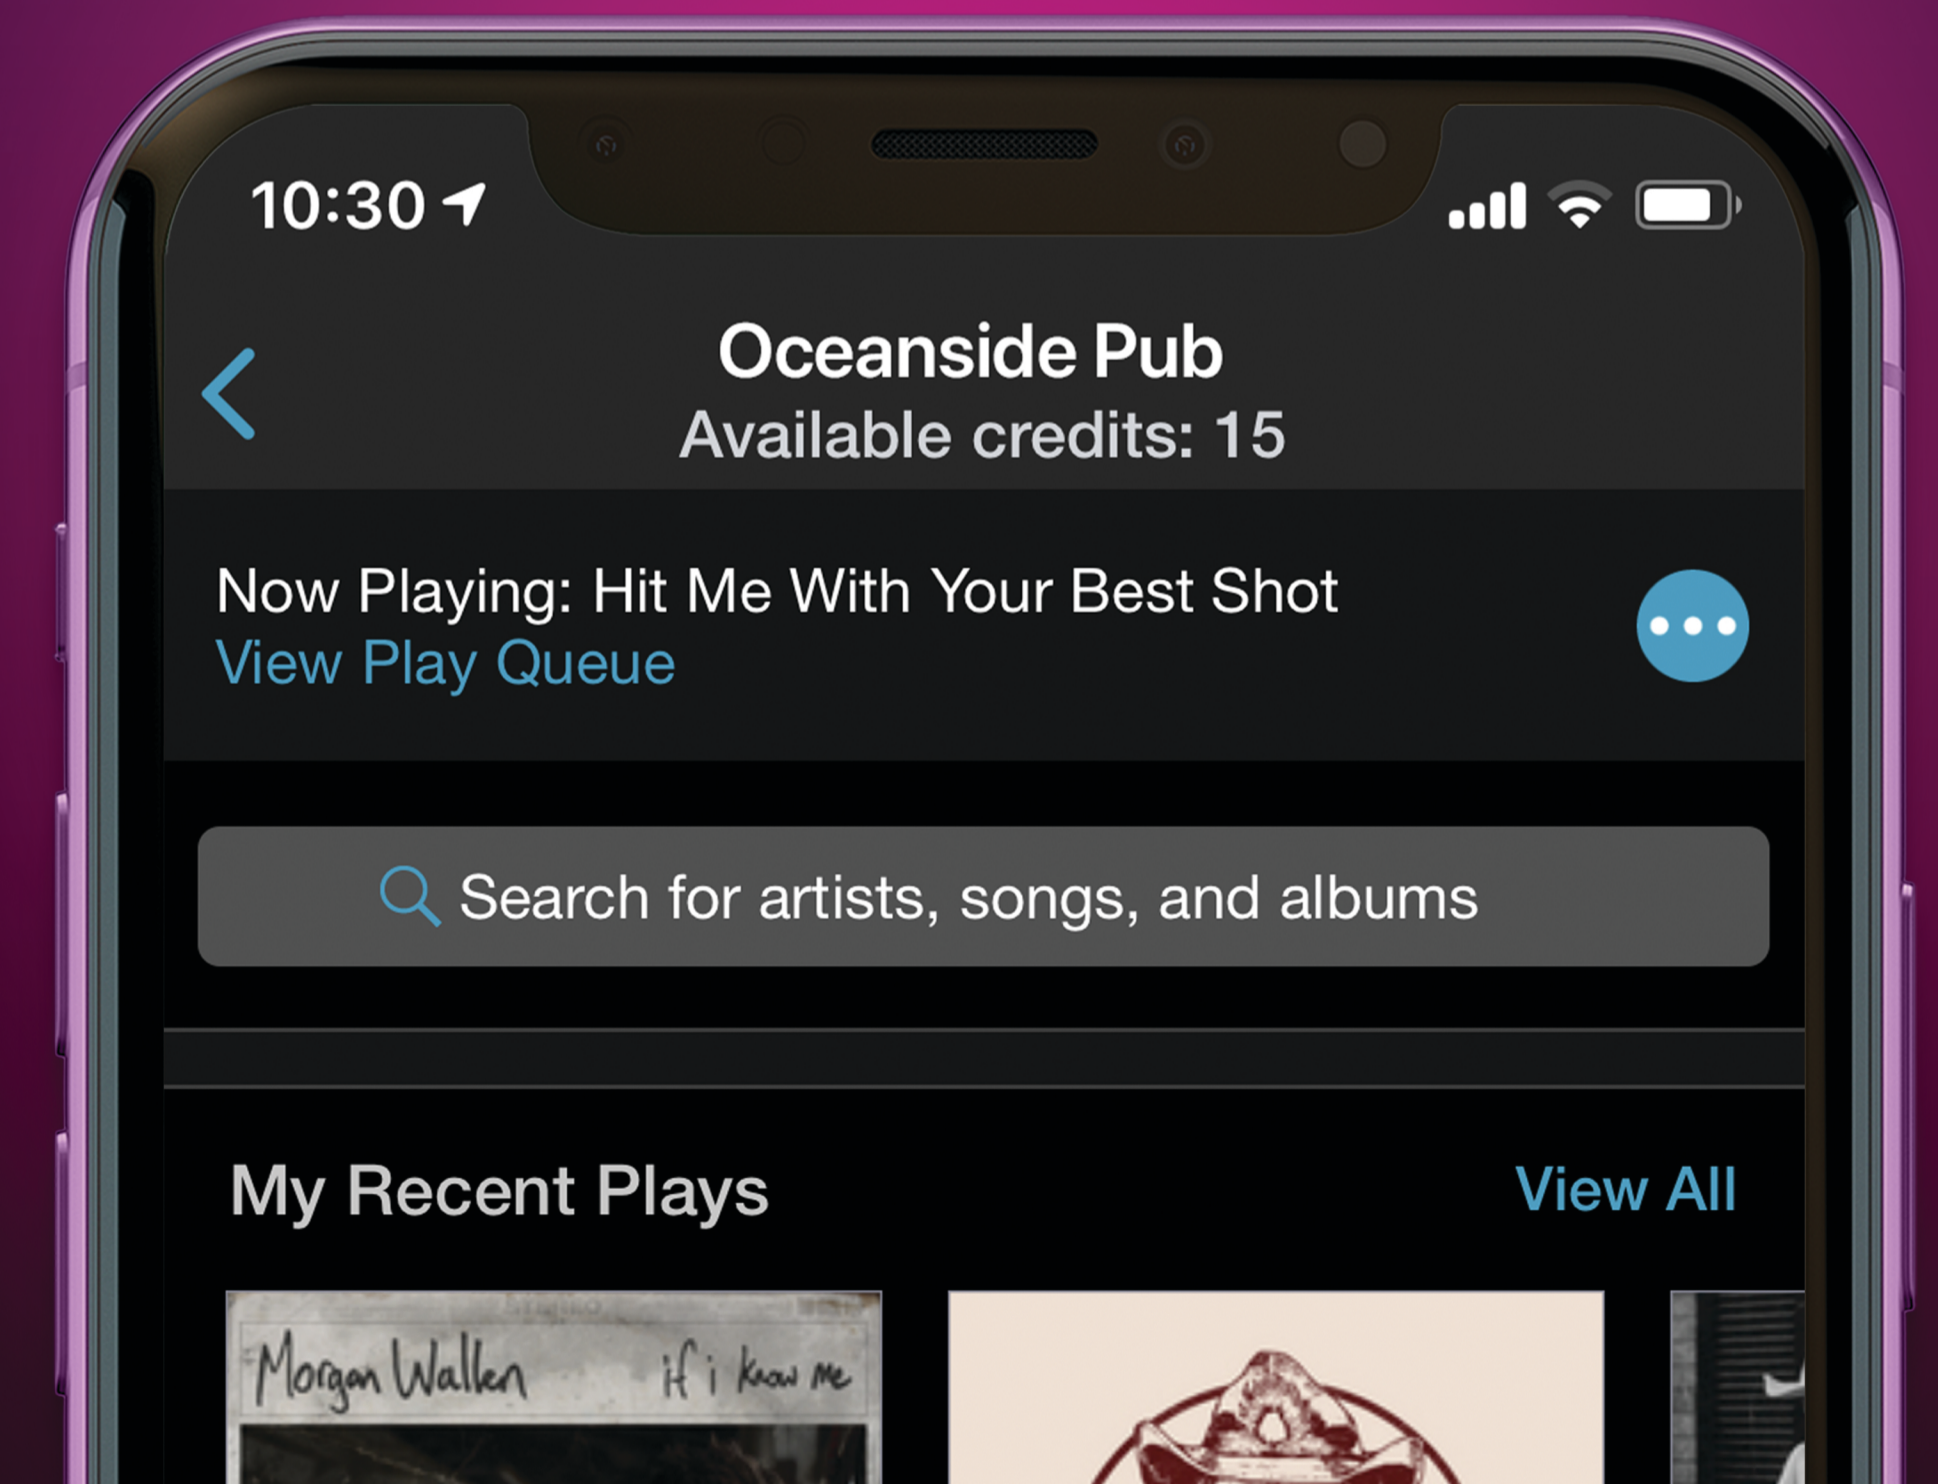 10:30
Oceanside Pub
Available credits: 15
Now Playing: Hit Me With Your Best Shot
View Play Queue
Search for artists, songs, and albums
My Recent Plays
View All
Morgan Wallen if i know me